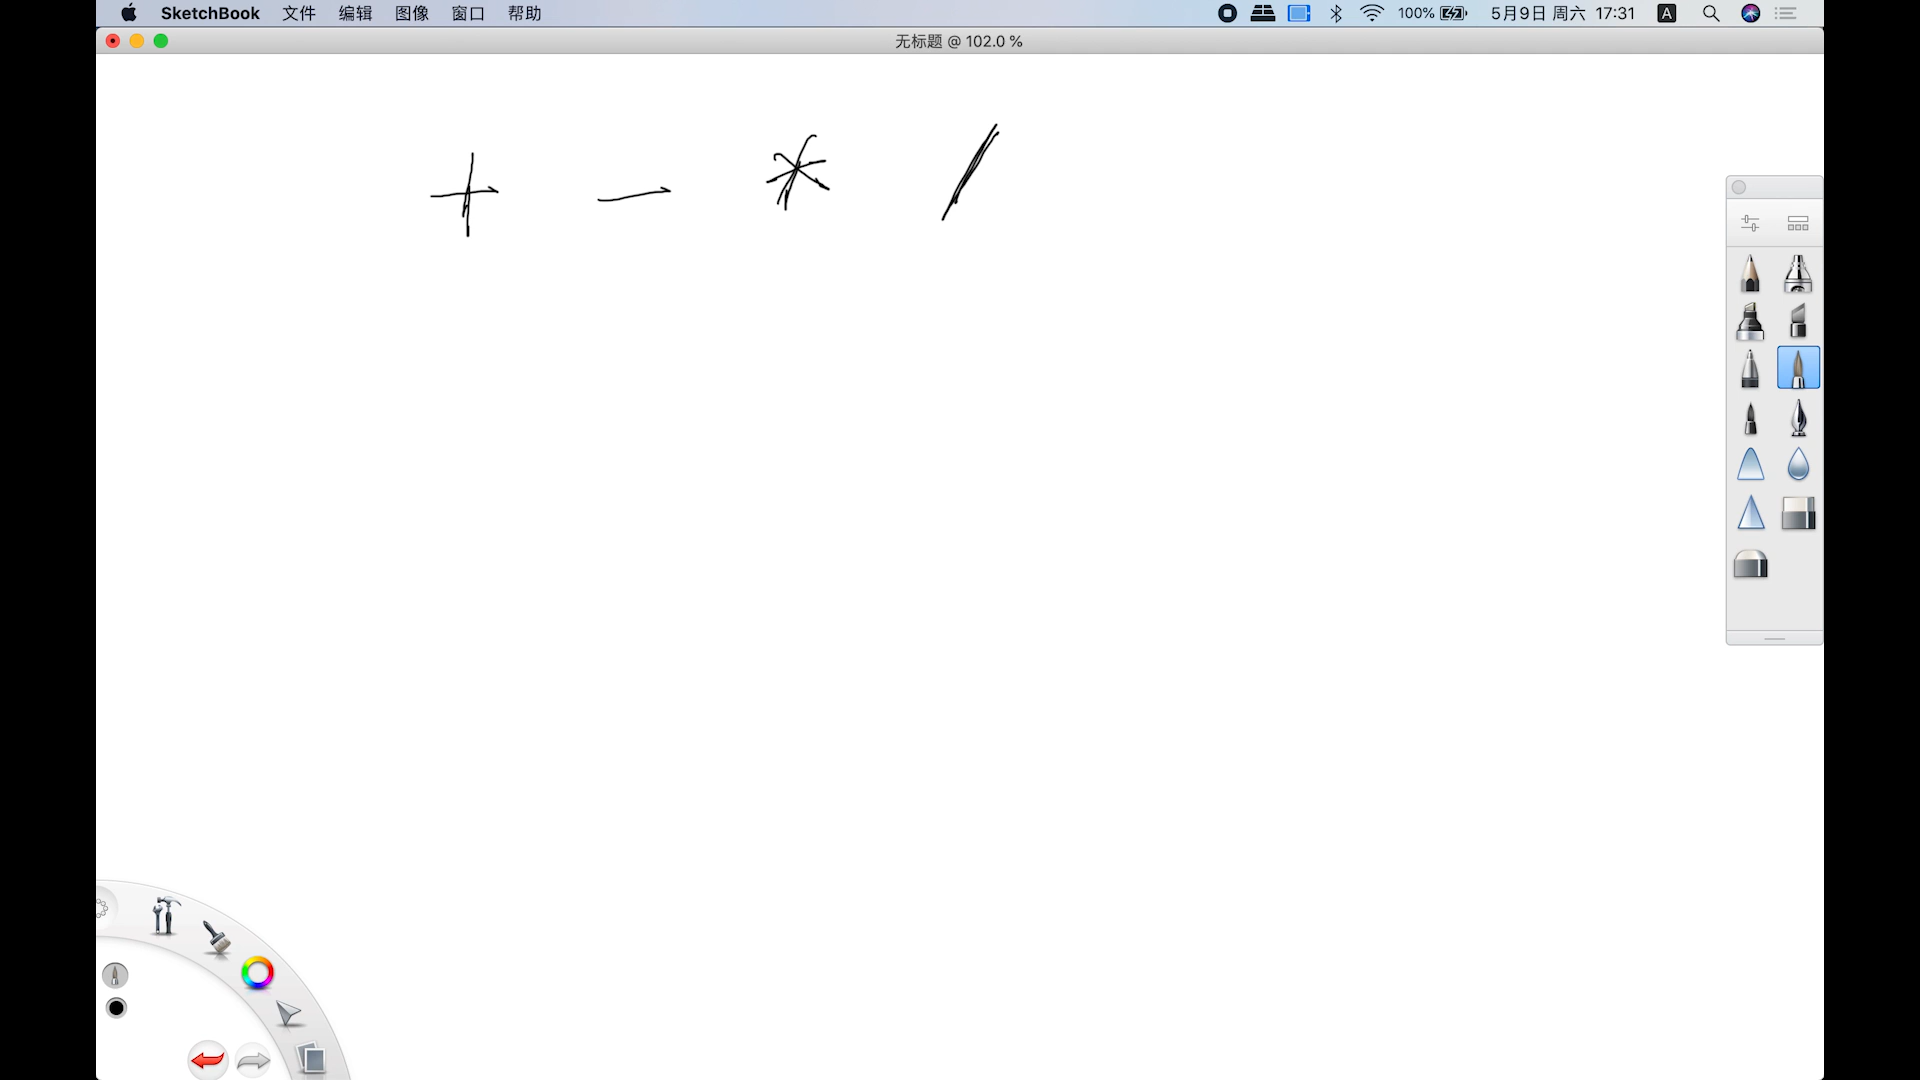 SketchBook 文件 编辑 图像 窗口 帮助 100% 5月9日 周六 17:31 A
无标题 @ 102.0 %
+ - * /